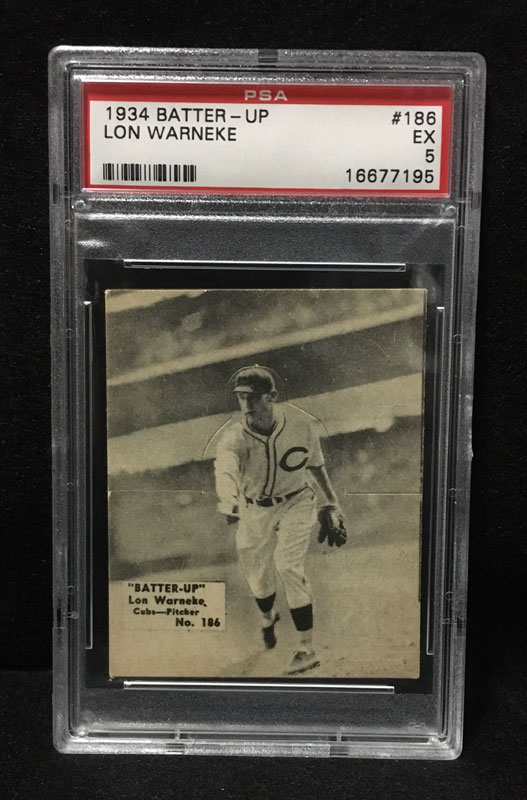 PSA
1934 BATTER-UP #186
LON WARNEKE EX
5
16677195
C
"BATTER-UP"
Lon Warneke
Cubs—Pitcher
No. 186